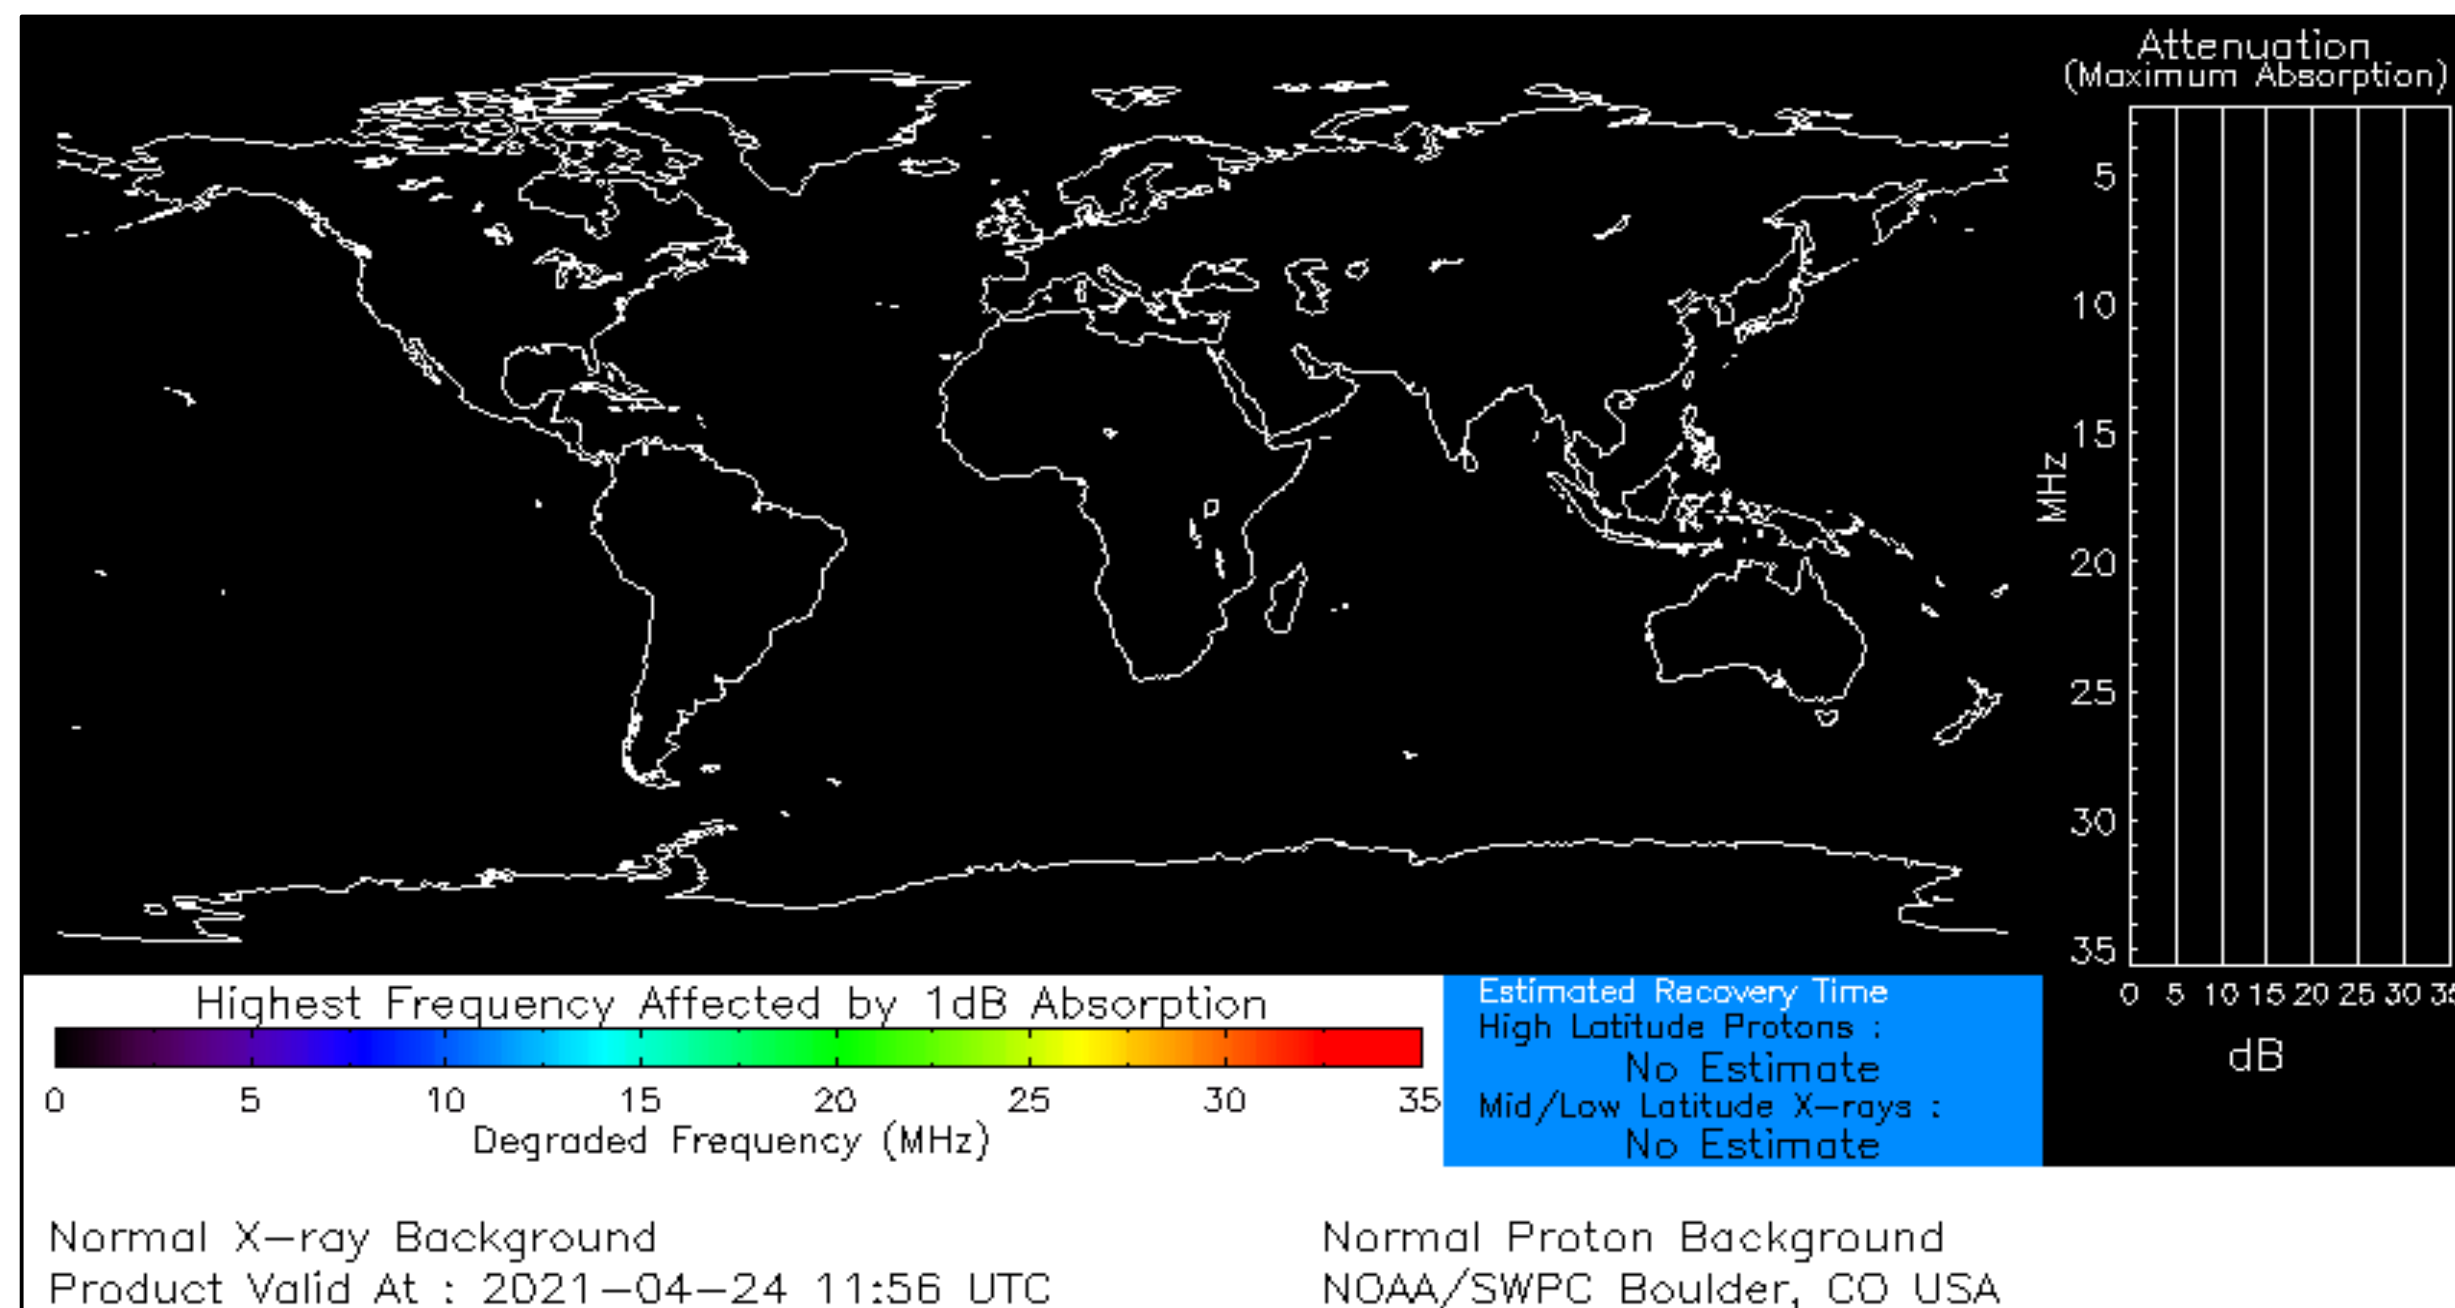 Attenuation
(Maximum Absorption)
5
10
15
20
25
30
35
MHz
0 5 10 15 20 25 30 35
dB
Highest Frequency Affected by 1dB Absorption
0 5 10 15 20 25 30 35
Degraded Frequency (MHz)
Estimated Recovery Time
High Latitude Protons :
No Estimate
Mid/Low Latitude X-rays :
No Estimate
Normal X-ray Background
Normal Proton Background
Product Valid At : 2021-04-24 11:56 UTC
NOAA/SWPC Boulder, CO USA